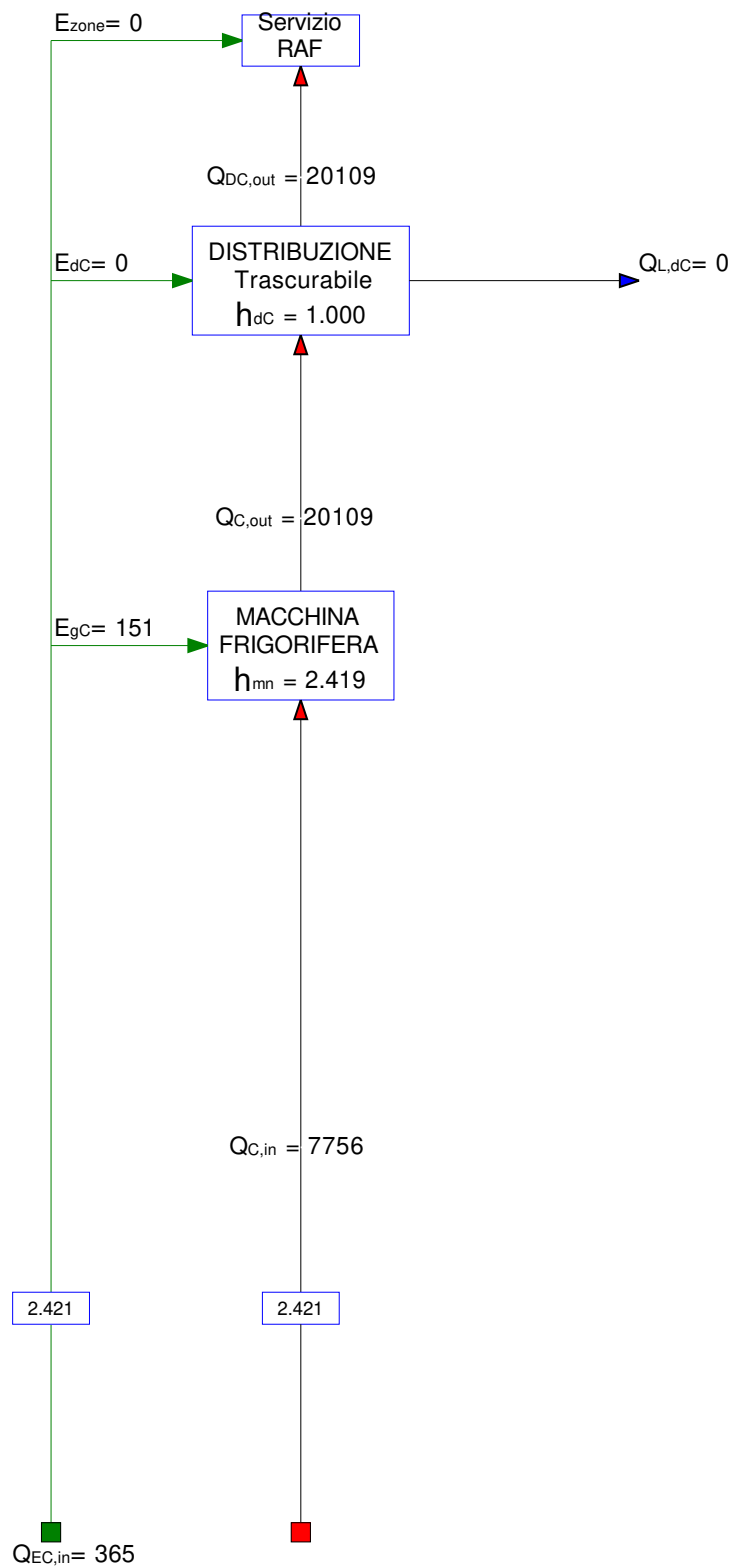 Ezone= 0
Servizio
RAF
QDC,out = 20109
DISTRIBUZIONE
Trascurabile
hdC = 1.000
EdC= 0
QL,dC= 0
QC,out = 20109
EgC= 151
MACCHINA
FRIGORIFERA
hmn = 2.419
QC,in = 7756
2.421
2.421
QEC,in= 365